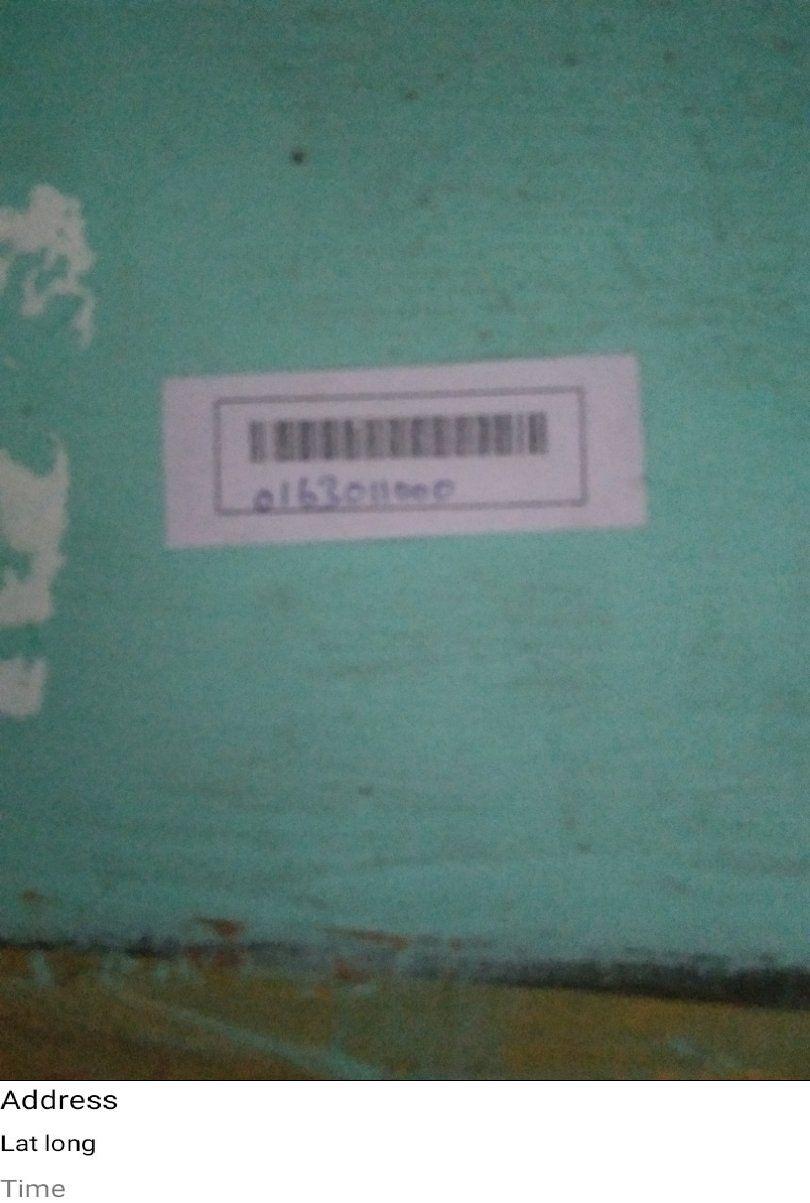 0163011000
Address
Lat long
Time